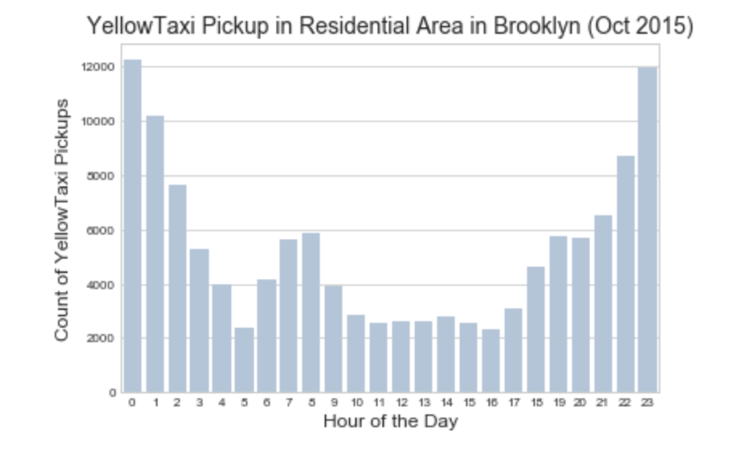 YellowTaxi Pickup in Residential Area in Brooklyn (Oct 2015)
Count of YellowTaxi Pickups
12000
10000
8000
6000
4000
2000
0
0 1 2 3 4 5 6 7 8 9 10 11 12 13 14 15 16 17 18 19 20 21 22 23
Hour of the Day